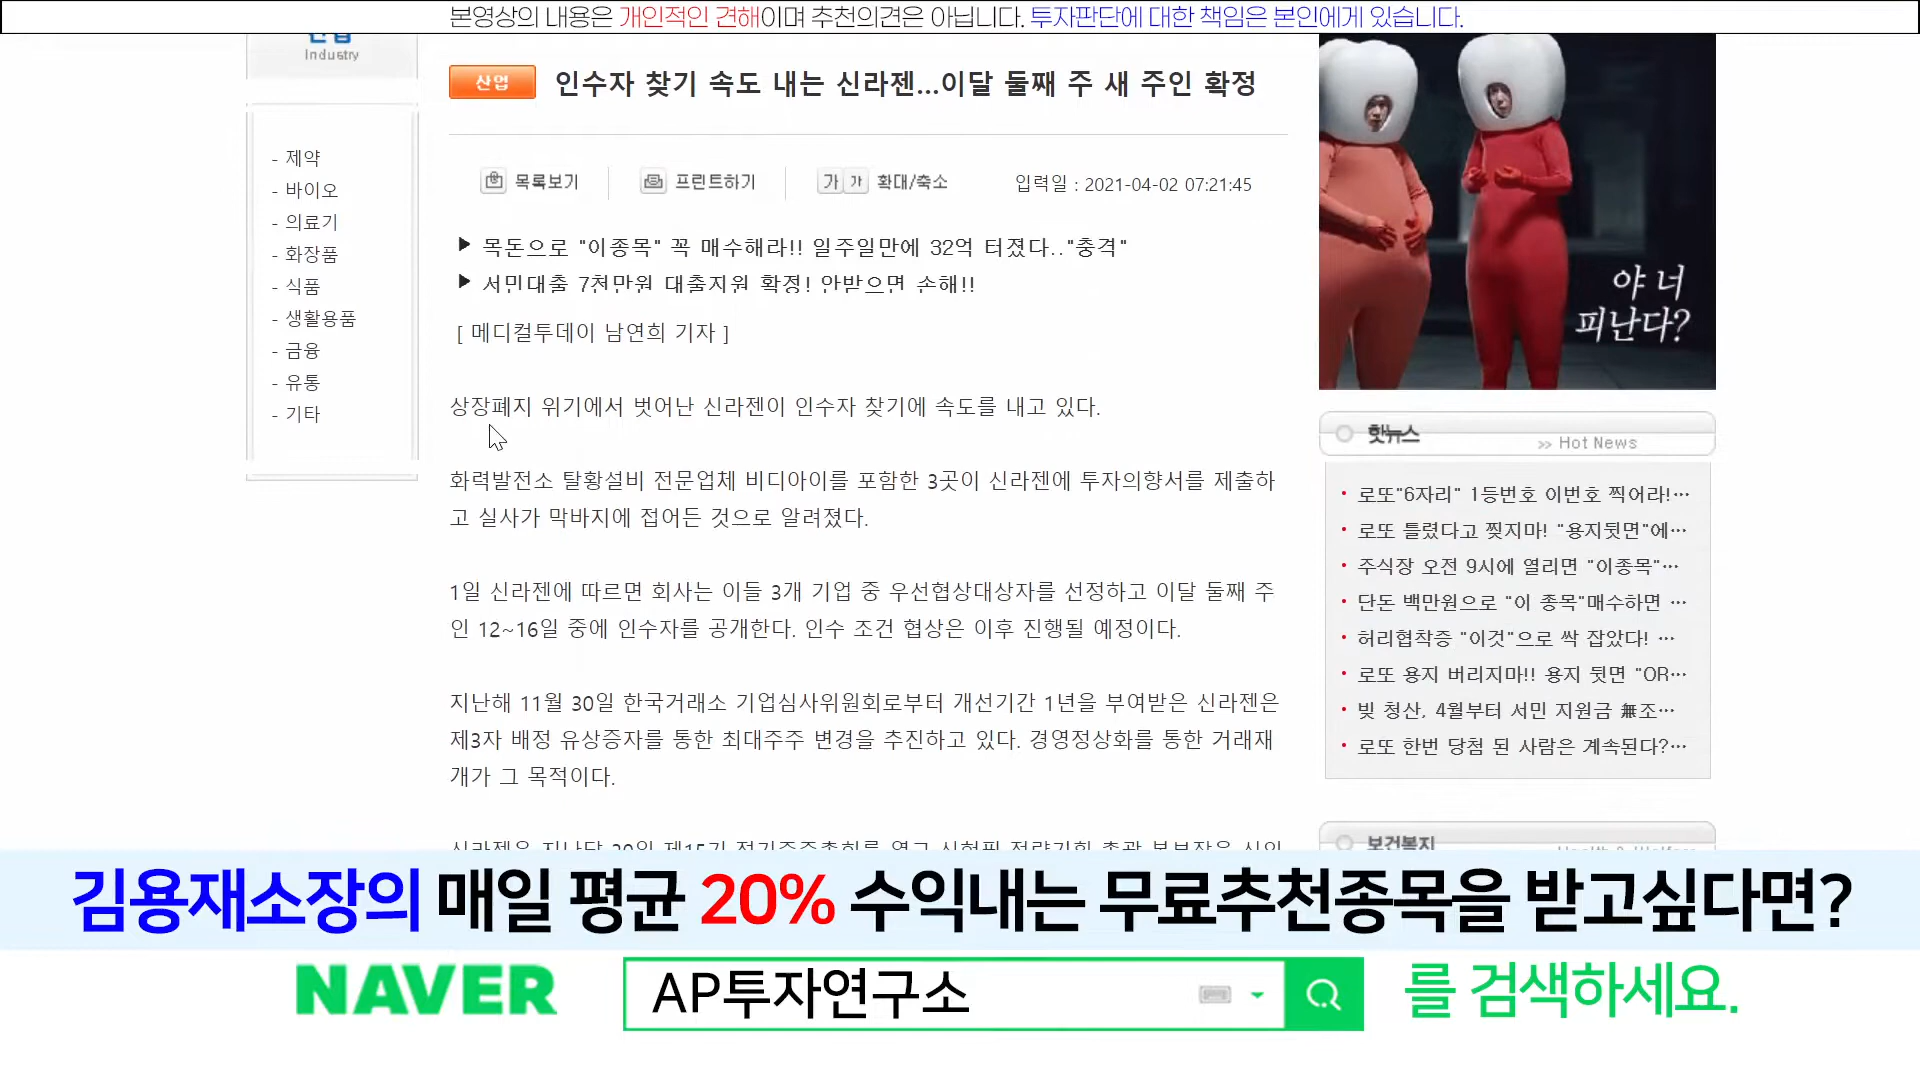 본영상의 내용은 개인적인 견해이며 추천의견은 아닙니다. 투자판단에 대한 책임은 본인에게 있습니다.
산업
Industry
- 제약
- 바이오
- 의료기
- 화장품
- 식품
- 생활용품
- 금융
- 유통
- 기타
산업 인수자 찾기 속도 내는 신라젠...이달 둘째 주 새 주인 확정
목록보기 프린트하기 가 가 확대/축소 입력일 : 2021-04-02 07:21:45
▶ 목돈으로 "이종목" 꼭 매수해라!! 일주일만에 32억 터졌다.."충격"
▶ 서민대출 7천만원 대출지원 확정! 안받으면 손해!!
[ 메디컬투데이 남연희 기자 ]
상장폐지 위기에서 벗어난 신라젠이 인수자 찾기에 속도를 내고 있다.
화력발전소 탈황설비 전문업체 비디아이를 포함한 3곳이 신라젠에 투자의향서를 제출하
고 실사가 막바지에 접어든 것으로 알려졌다.
1일 신라젠에 따르면 회사는 이들 3개 기업 중 우선협상대상자를 선정하고 이달 둘째 주
인 12~16일 중에 인수자를 공개한다. 인수 조건 협상은 이후 진행될 예정이다.
지난해 11월 30일 한국거래소 기업심사위원회로부터 개선기간 1년을 부여받은 신라젠은
제3자 배정 유상증자를 통한 최대주주 변경을 추진하고 있다. 경영정상화를 통한 거래재
개가 그 목적이다.
야 너
피난다?
핫뉴스 >> Hot News
로또"6자리" 1등번호 이번호 찍어라!…
로또 틀렸다고 찢지마! "용지뒷면"에…
주식장 오전 9시에 열리면 "이종목"…
단돈 백만원으로 "이 종목"매수하면 …
허리협착증 "이것"으로 싹 잡았다! …
로또 용지 버리지마!! 용지 뒷면 "OR…
빚 청산, 4월부터 서민 지원금 無조…
로또 한번 당첨 된 사람은 계속된다?…
보건복지
김용재소장의 매일 평균 20% 수익내는 무료추천종목을 받고싶다면?
NAVER AP투자연구소 를 검색하세요.